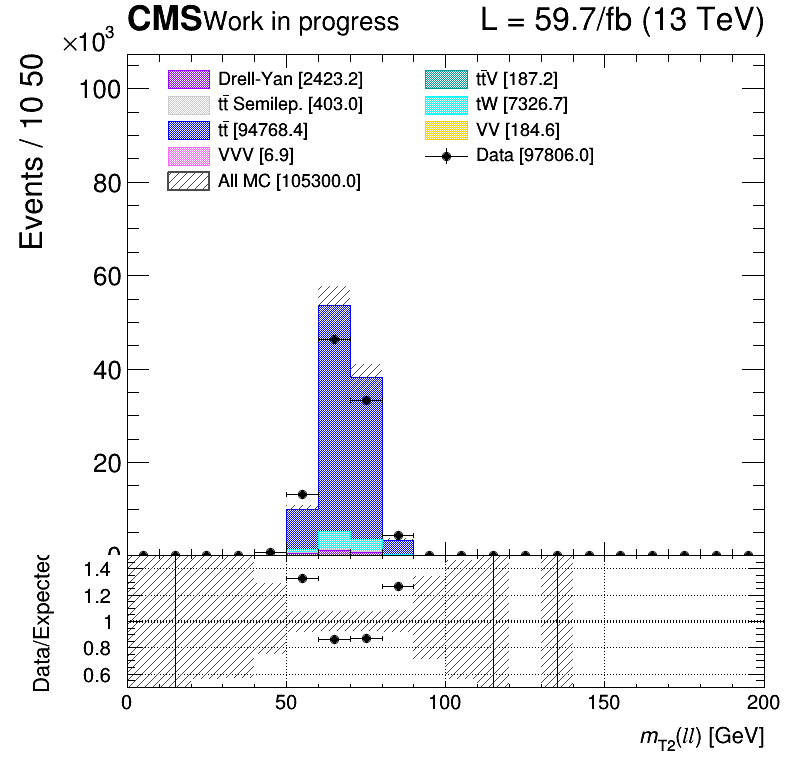 CMS Work in progress L = 59.7/fb (13 TeV)
×10³
Events / 10 50
100
80
60
40
20
0
Drell-Yan [2423.2]
tt̄ Semilep. [403.0]
tt̄ [94768.4]
VVV [6.9]
All MC [105300.0]
tt̄V [187.2]
tW [7326.7]
VV [184.6]
Data [97806.0]
Data/Expected
1.4
1.2
1
0.8
0.6
0 50 100 150 200
m_T2(ll) [GeV]